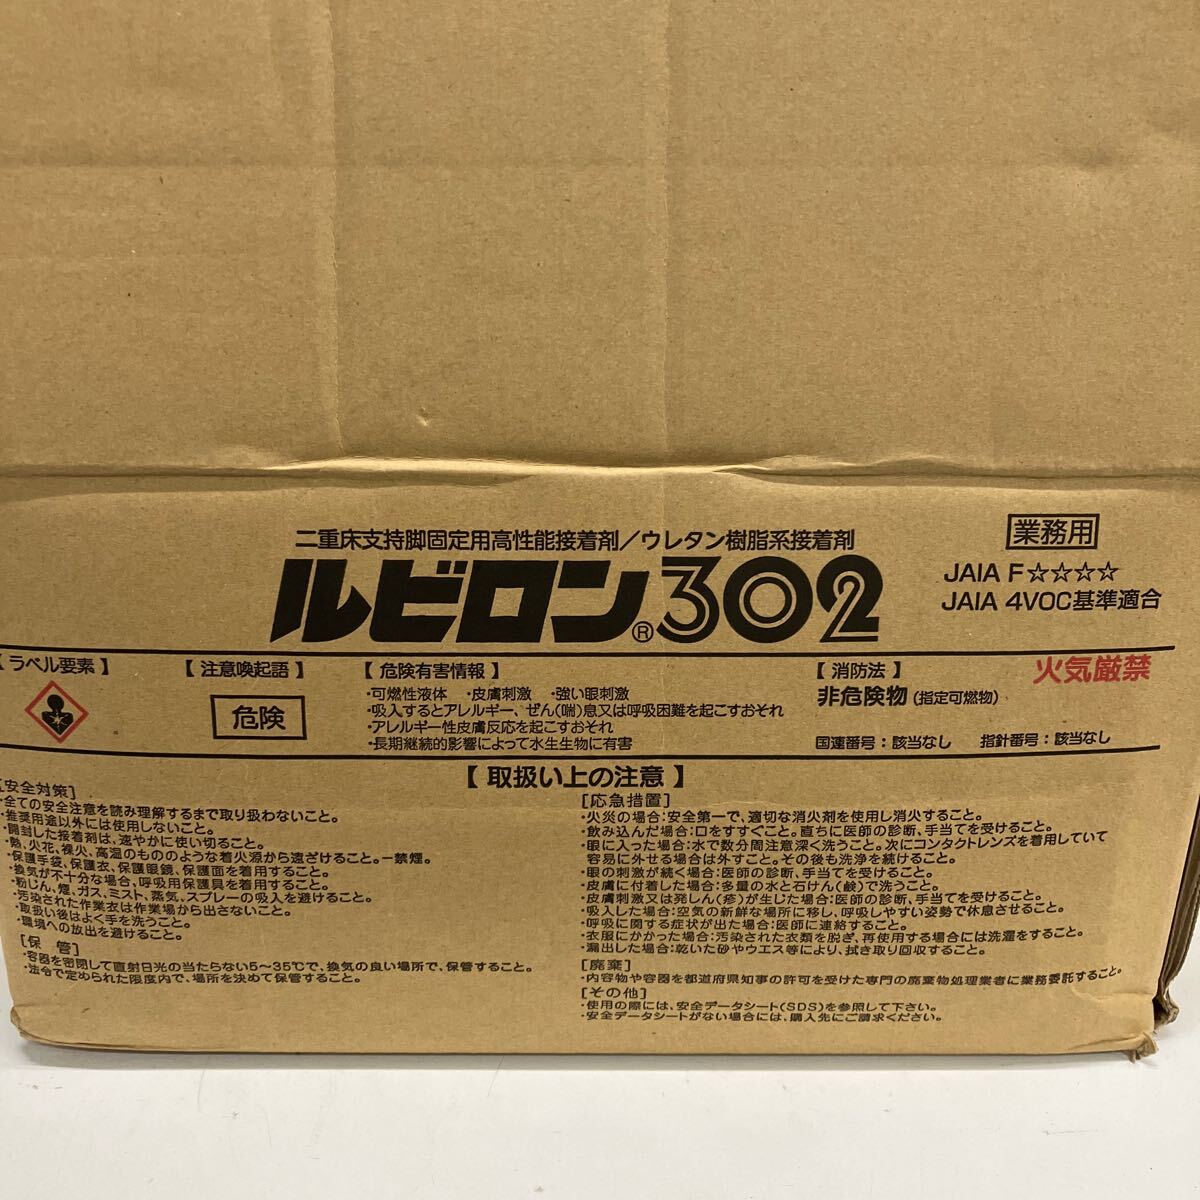 二重床支持脚固定用高性能接着剤／ウレタン樹脂系接着剤
ルビロン®302
業務用
JAIA F☆☆☆☆
JAIA 4VOC基準適合
【ラベル要素】
【注意喚起語】
危険
【危険有害情報】
・可燃性液体　・皮膚刺激　・強い眼刺激
・吸入するとアレルギー、ぜん(喘)息又は呼吸困難を起こすおそれ
・アレルギー性皮膚反応を起こすおそれ
・長期継続的影響によって水生生物に有害
【消防法】
非危険物(指定可燃物)
火気厳禁
国連番号：該当なし　指針番号：該当なし
【取扱い上の注意】
[安全対策]
・全ての安全注意を読み理解するまで取り扱わないこと。
・推奨用途以外には使用しないこと。
・開封した接着剤は、速やかに使い切ること。
・熱、火花、裸火、高温のもののような着火源から遠ざけること。ー禁煙。
・保護手袋、保護衣、保護眼鏡、保護面を着用すること。
・換気が不十分な場合、呼吸用保護具を着用すること。
・粉じん、煙、ガス、ミスト、蒸気、スプレーの吸入を避けること。
・汚染された作業衣は作業場から出さないこと。
・取扱い後はよく手を洗うこと。
・環境への放出を避けること。
[保　管]
・容器を密閉して直射日光の当たらない5～35℃で、換気の良い場所で、保管すること。
・法令で定められた限度内で、場所を決めて保管すること。
[応急措置]
・火災の場合：安全第一で、適切な消火剤を使用し消火すること。
・飲み込んだ場合：口をすすぐこと。直ちに医師の診断、手当てを受けること。
・眼に入った場合：水で数分間注意深く洗うこと。次にコンタクトレンズを着用していて
容易に外せる場合は外すこと。その後も洗浄を続けること。
・眼の刺激が続く場合：医師の診断、手当てを受けること。
・皮膚に付着した場合：多量の水と石けん(鹸)で洗うこと。
・皮膚刺激又は発しん(疹)が生じた場合：医師の診断、手当てを受けること。
・吸入した場合：空気の新鮮な場所に移し、呼吸しやすい姿勢で休息させること。
・呼吸に関する症状が出た場合：医師に連絡すること。
・衣服にかかった場合：汚染された衣類を脱ぎ、再使用する場合には洗濯をすること。
・漏出した場合：乾いた砂やウエス等により、拭き取り回収すること。
[廃棄]
・内容物や容器を都道府県知事の許可を受けた専門の廃棄物処理業者に業務委託すること。
[その他]
・使用の際には、安全データシート(SDS)を参照して下さい。
・安全データシートがない場合には、購入先にご請求ください。